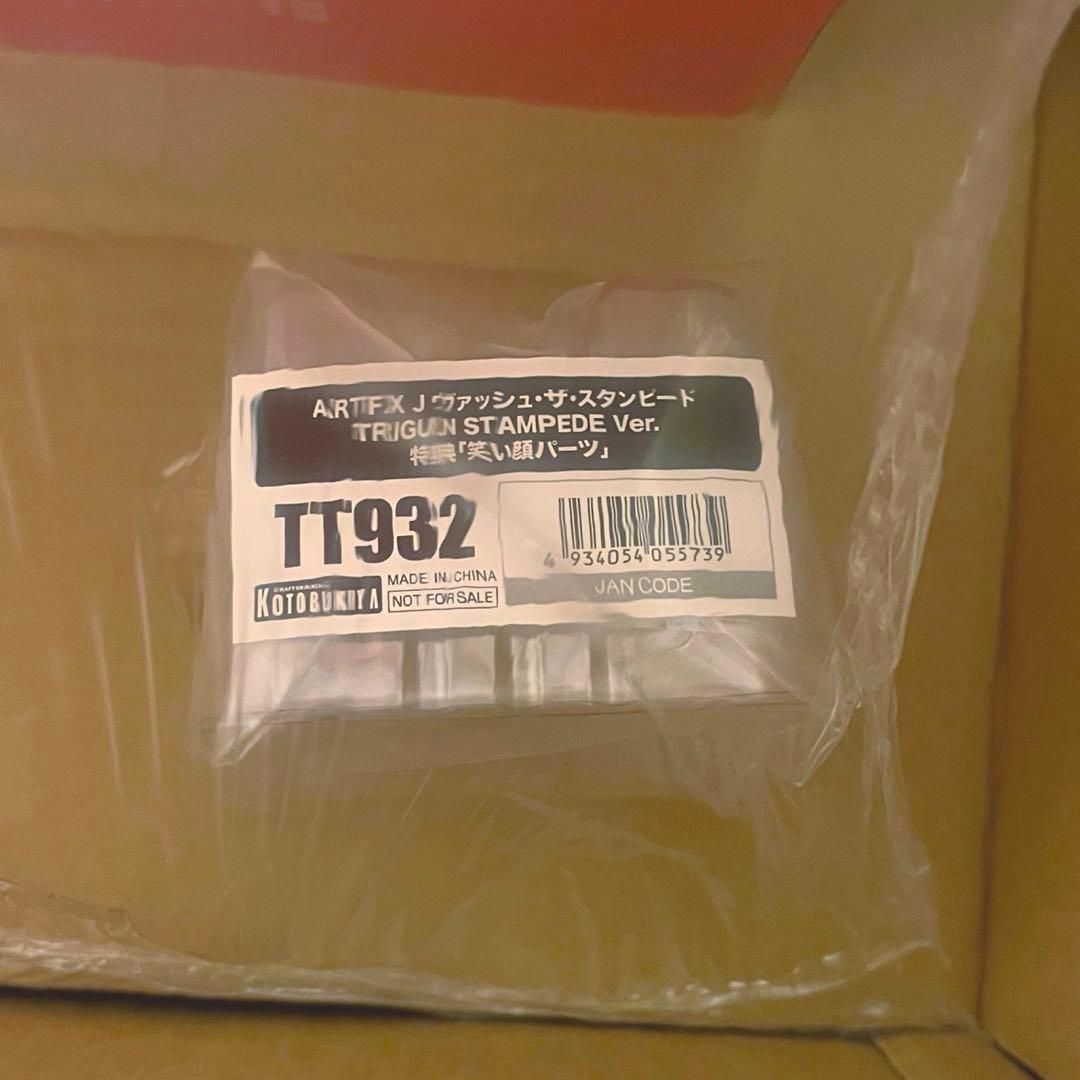 ARTFX J ヴァッシュ・ザ・スタンピード
TRIGUN STAMPEDE Ver.
特典「笑い顔パーツ」
TT932
MADE IN CHINA
KOTOBUKIYA
NOT FOR SALE
4 934054 055739
JAN CODE